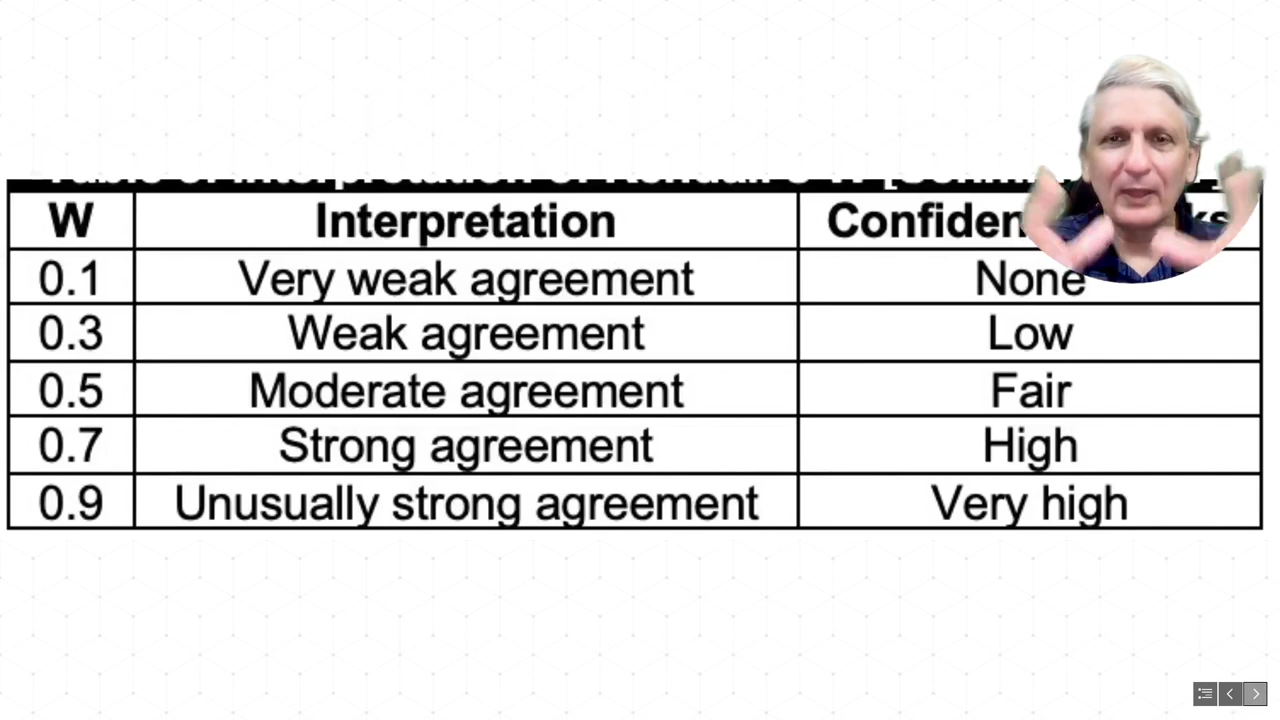 W Interpretation
0.1 Very weak agreement None
0.3 Weak agreement Low
0.5 Moderate agreement Fair
0.7 Strong agreement High
0.9 Unusually strong agreement Very high